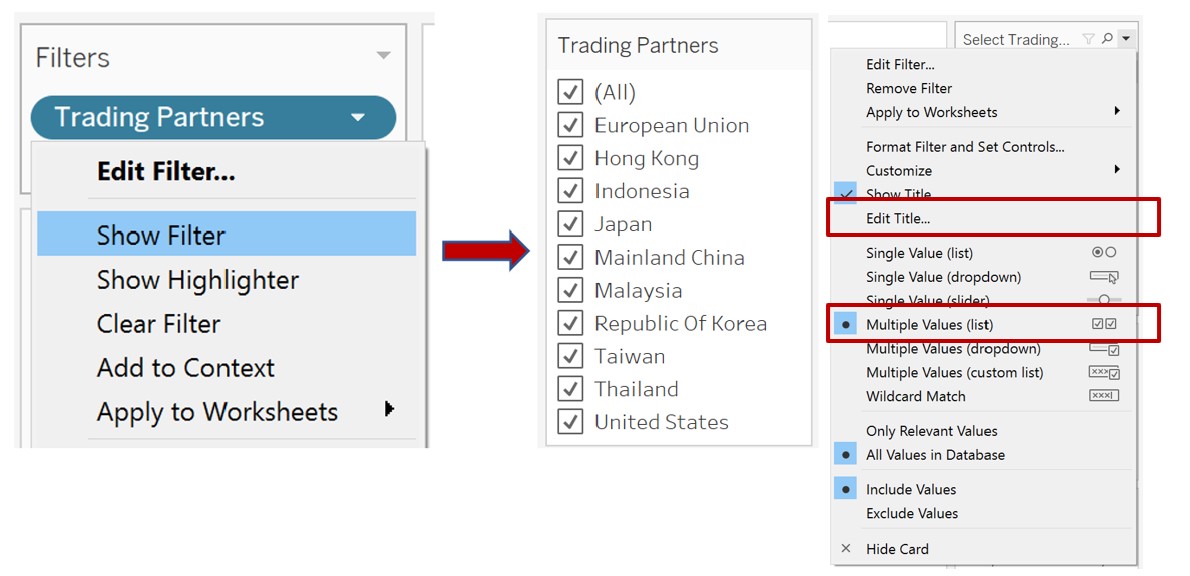 Filters
Trading Partners
Edit Filter...
Show Filter
Show Highlighter
Clear Filter
Add to Context
Apply to Worksheets
Trading Partners
(All)
European Union
Hong Kong
Indonesia
Japan
Mainland China
Malaysia
Republic Of Korea
Taiwan
Thailand
United States
Select Trading...
Edit Filter...
Remove Filter
Apply to Worksheets
Format Filter and Set Controls...
Customize
Show Title
Edit Title...
Single Value (list)
Single Value (dropdown)
Single Value (slider)
Multiple Values (list)
Multiple Values (dropdown)
Multiple Values (custom list)
Wildcard Match
Only Relevant Values
All Values in Database
Include Values
Exclude Values
Hide Card